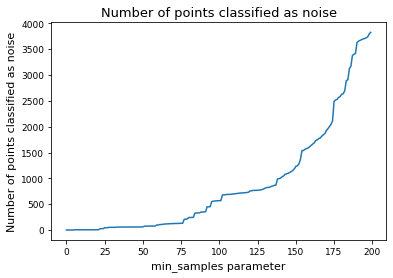 Number of points classified as noise
Number of points classified as noise
4000
3500
3000
2500
2000
1500
1000
500
0
0 25 50 75 100 125 150 175 200
min_samples parameter